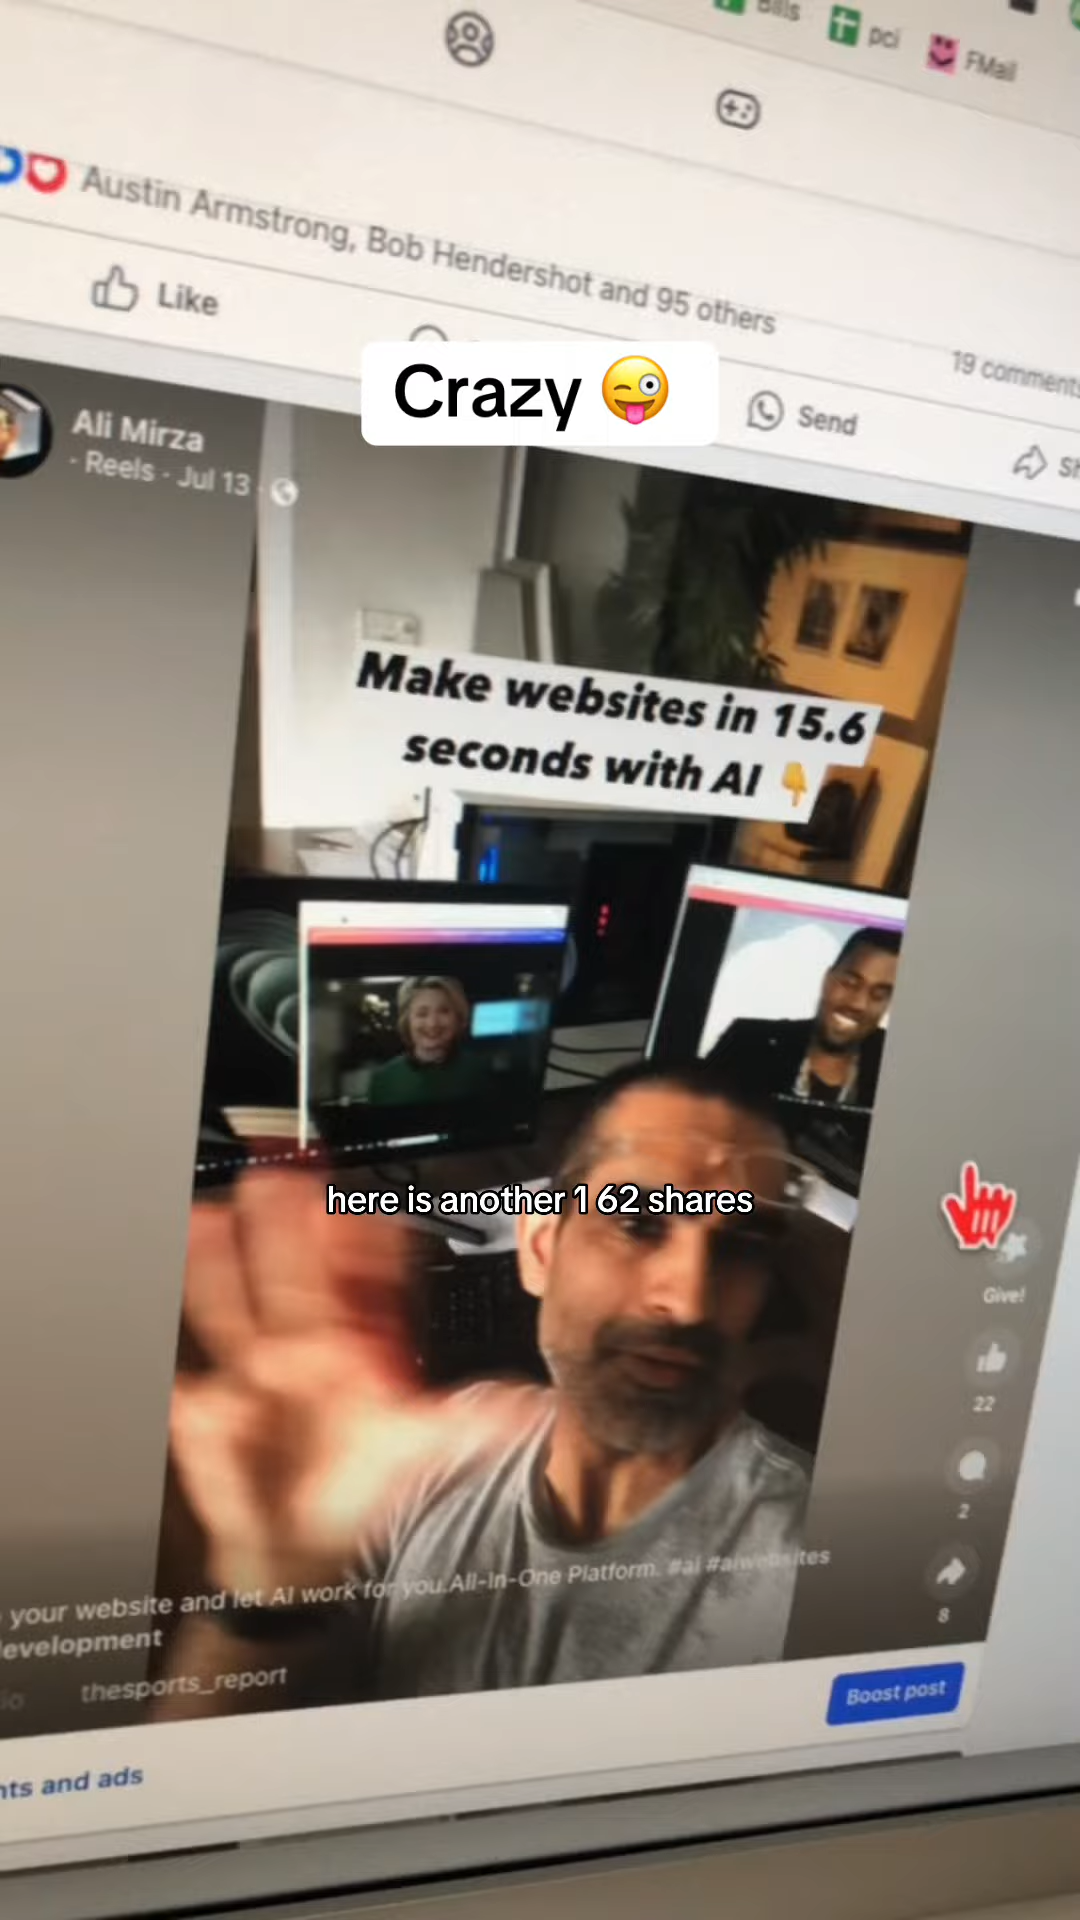 Bills
pci
FMail
Austin Armstrong, Bob Hendershot and 95 others
19 comments
Like
Send
Crazy 😜
Ali Mirza
· Reels · Jul 13 ·
Make websites in 15.6
seconds with AI 👇
here is another 1 62 shares
Give!
22
2
8
your website and let AI work for you.All-In-One Platform. #ai #aiwebsites
thesports_report
Boost post
and ads